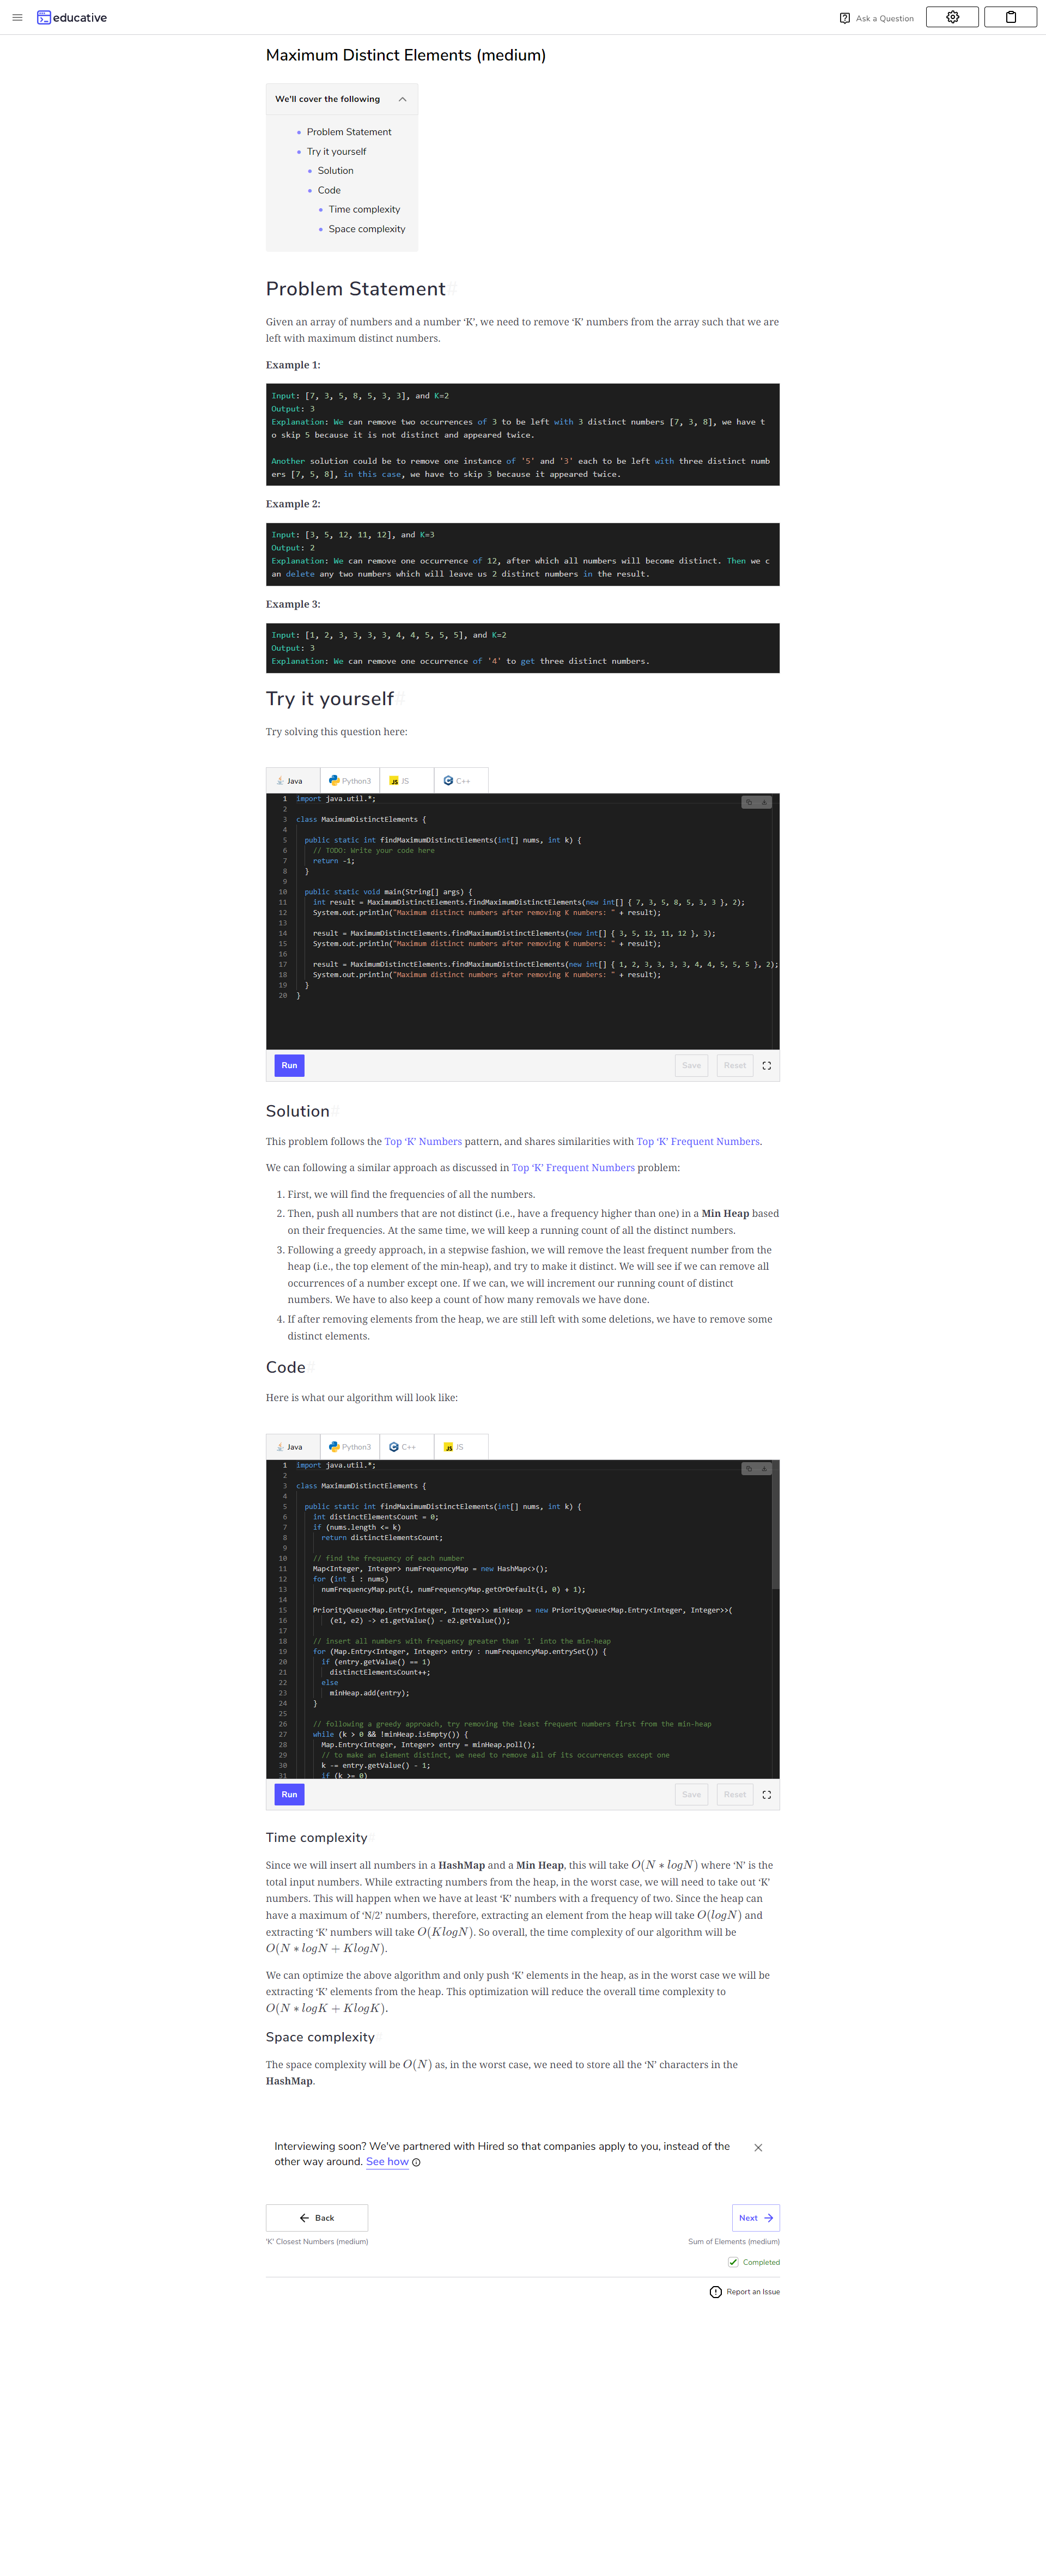 educative
Ask a Question
Maximum Distinct Elements (medium)
We'll cover the following
Problem Statement
Try it yourself
Solution
Code
Time complexity
Space complexity
Problem Statement#
Given an array of numbers and a number ‘K’, we need to remove ‘K’ numbers from the array such that we are
left with maximum distinct numbers.
Example 1:
Input: [7, 3, 5, 8, 5, 3, 3], and K=2
Output: 3
Explanation: We can remove two occurrences of 3 to be left with 3 distinct numbers [7, 3, 8], we have t
o skip 5 because it is not distinct and appeared twice.
Another solution could be to remove one instance of '5' and '3' each to be left with three distinct numb
ers [7, 5, 8], in this case, we have to skip 3 because it appeared twice.
Example 2:
Input: [3, 5, 12, 11, 12], and K=3
Output: 2
Explanation: We can remove one occurrence of 12, after which all numbers will become distinct. Then we c
an delete any two numbers which will leave us 2 distinct numbers in the result.
Example 3:
Input: [1, 2, 3, 3, 3, 3, 4, 4, 5, 5, 5], and K=2
Output: 3
Explanation: We can remove one occurrence of '4' to get three distinct numbers.
Try it yourself#
Try solving this question here:
Java Python3 JS C++
1 import java.util.*;
2
3 class MaximumDistinctElements {
4
5 public static int findMaximumDistinctElements(int[] nums, int k) {
6 // TODO: Write your code here
7 return -1;
8 }
9
10 public static void main(String[] args) {
11 int result = MaximumDistinctElements.findMaximumDistinctElements(new int[] { 7, 3, 5, 8, 5, 3, 3 }, 2);
12 System.out.println("Maximum distinct numbers after removing K numbers: " + result);
13
14 result = MaximumDistinctElements.findMaximumDistinctElements(new int[] { 3, 5, 12, 11, 12 }, 3);
15 System.out.println("Maximum distinct numbers after removing K numbers: " + result);
16
17 result = MaximumDistinctElements.findMaximumDistinctElements(new int[] { 1, 2, 3, 3, 3, 3, 4, 4, 5, 5, 5 }, 2);
18 System.out.println("Maximum distinct numbers after removing K numbers: " + result);
19 }
20 }
Run Save Reset
Solution#
This problem follows the Top ‘K’ Numbers pattern, and shares similarities with Top ‘K’ Frequent Numbers.
We can following a similar approach as discussed in Top ‘K’ Frequent Numbers problem:
1. First, we will find the frequencies of all the numbers.
2. Then, push all numbers that are not distinct (i.e., have a frequency higher than one) in a Min Heap based
on their frequencies. At the same time, we will keep a running count of all the distinct numbers.
3. Following a greedy approach, in a stepwise fashion, we will remove the least frequent number from the
heap (i.e., the top element of the min-heap), and try to make it distinct. We will see if we can remove all
occurrences of a number except one. If we can, we will increment our running count of distinct
numbers. We have to also keep a count of how many removals we have done.
4. If after removing elements from the heap, we are still left with some deletions, we have to remove some
distinct elements.
Code#
Here is what our algorithm will look like:
Java Python3 C++ JS
1 import java.util.*;
2
3 class MaximumDistinctElements {
4
5 public static int findMaximumDistinctElements(int[] nums, int k) {
6 int distinctElementsCount = 0;
7 if (nums.length <= k)
8 return distinctElementsCount;
9
10 // find the frequency of each number
11 Map<Integer, Integer> numFrequencyMap = new HashMap<>();
12 for (int i : nums)
13 numFrequencyMap.put(i, numFrequencyMap.getOrDefault(i, 0) + 1);
14
15 PriorityQueue<Map.Entry<Integer, Integer>> minHeap = new PriorityQueue<Map.Entry<Integer, Integer>>(
16 (e1, e2) -> e1.getValue() - e2.getValue());
17
18 // insert all numbers with frequency greater than '1' into the min-heap
19 for (Map.Entry<Integer, Integer> entry : numFrequencyMap.entrySet()) {
20 if (entry.getValue() == 1)
21 distinctElementsCount++;
22 else
23 minHeap.add(entry);
24 }
25
26 // following a greedy approach, try removing the least frequent numbers first from the min-heap
27 while (k > 0 && !minHeap.isEmpty()) {
28 Map.Entry<Integer, Integer> entry = minHeap.poll();
29 // to make an element distinct, we need to remove all of its occurrences except one
30 k -= entry.getValue() - 1;
31 if (k >= 0)
Run Save Reset
Time complexity
Since we will insert all numbers in a HashMap and a Min Heap, this will take O(N ∗ logN) where ‘N’ is the
total input numbers. While extracting numbers from the heap, in the worst case, we will need to take out ‘K’
numbers. This will happen when we have at least ‘K’ numbers with a frequency of two. Since the heap can
have a maximum of ‘N/2’ numbers, therefore, extracting an element from the heap will take O(logN) and
extracting ‘K’ numbers will take O(KlogN). So overall, the time complexity of our algorithm will be
O(N ∗ logN + KlogN).
We can optimize the above algorithm and only push ‘K’ elements in the heap, as in the worst case we will be
extracting ‘K’ elements from the heap. This optimization will reduce the overall time complexity to
O(N ∗ logK + KlogK).
Space complexity#
The space complexity will be O(N) as, in the worst case, we need to store all the ‘N’ characters in the
HashMap.
Interviewing soon? We've partnered with Hired so that companies apply to you, instead of the
other way around. See how
Back Next
'K' Closest Numbers (medium) Sum of Elements (medium)
Completed
Report an Issue